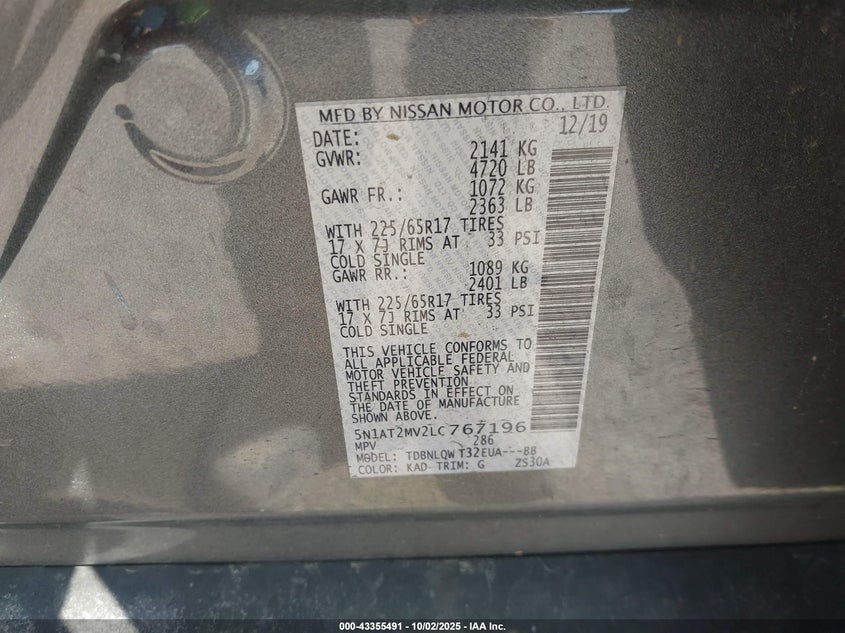 MFD BY NISSAN MOTOR CO., LTD.
DATE: 12/19
GVWR: 2141 KG
4720 LB
GAWR FR.: 1072 KG
2363 LB
WITH 225/65R17 TIRES
17 X 7J RIMS AT 33 PSI
COLD SINGLE
GAWR RR.: 1089 KG
2401 LB
WITH 225/65R17 TIRES
17 X 7J RIMS AT 33 PSI
COLD SINGLE
THIS VEHICLE CONFORMS TO
ALL APPLICABLE FEDERAL
MOTOR VEHICLE SAFETY AND
THEFT PREVENTION
STANDARDS IN EFFECT ON
THE DATE OF MANUFACTURE
SHOWN ABOVE.
5N1AT2MV2LC767196
MPV 286
MODEL: TDBNLQW T32EUA---BB
COLOR: KAD TRIM: G ZS30A
000-43355491 - 10/02/2025 - IAA Inc.